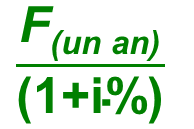 F(un an)
(1+i-%)